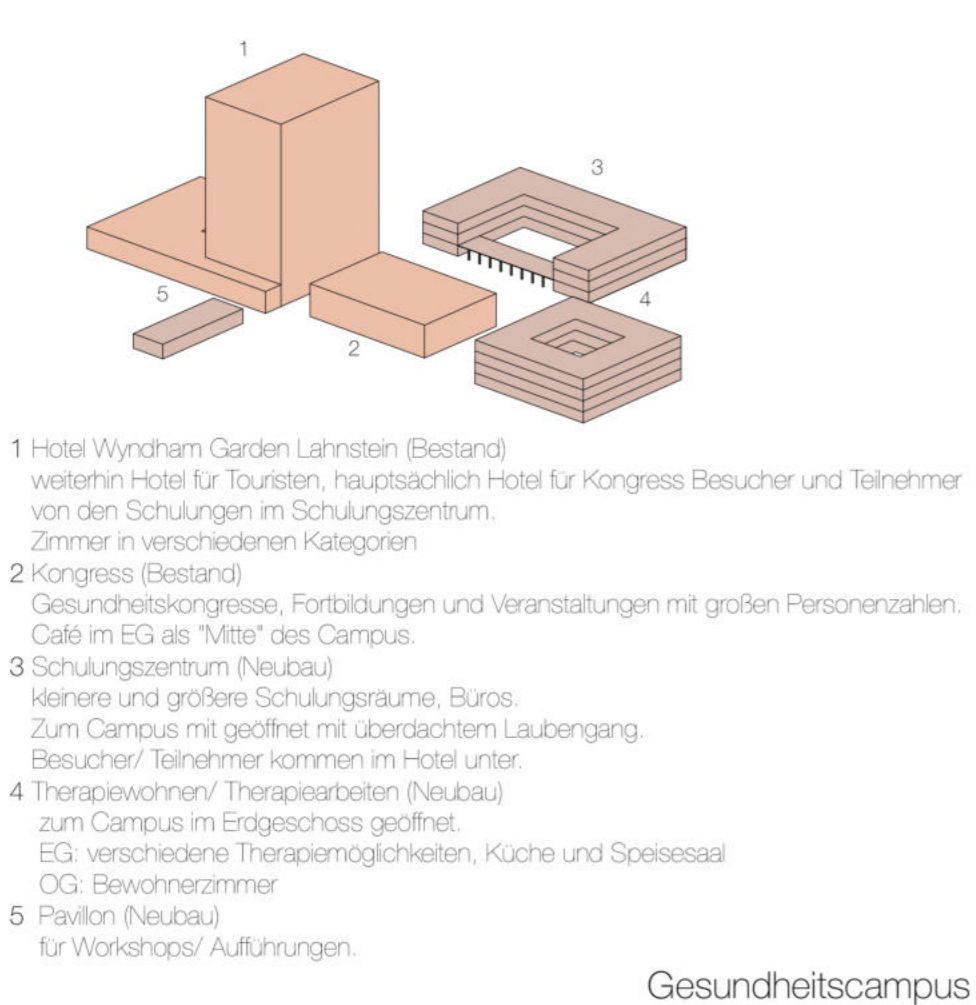 1
3
5
4
2
1 Hotel Wyndham Garden Lahnstein (Bestand)
weiterhin Hotel für Touristen, hauptsächlich Hotel für Kongress Besucher und Teilnehmer
von den Schulungen im Schulungszentrum.
Zimmer in verschiedenen Kategorien
2 Kongress (Bestand)
Gesundheitskongresse, Fortbildungen und Veranstaltungen mit großen Personenzahlen.
Café im EG als "Mitte" des Campus.
3 Schulungszentrum (Neubau)
kleinere und größere Schulungsräume, Büros.
Zum Campus mit geöffnet mit überdachtem Laubengang.
Besucher/ Teilnehmer kommen im Hotel unter.
4 Therapiewohnen/ Therapiearbeiten (Neubau)
zum Campus im Erdgeschoss geöffnet.
EG: verschiedene Therapiemöglichkeiten, Küche und Speisesaal
OG: Bewohnerzimmer
5 Pavillon (Neubau)
für Workshops/ Aufführungen.
Gesundheitscampus